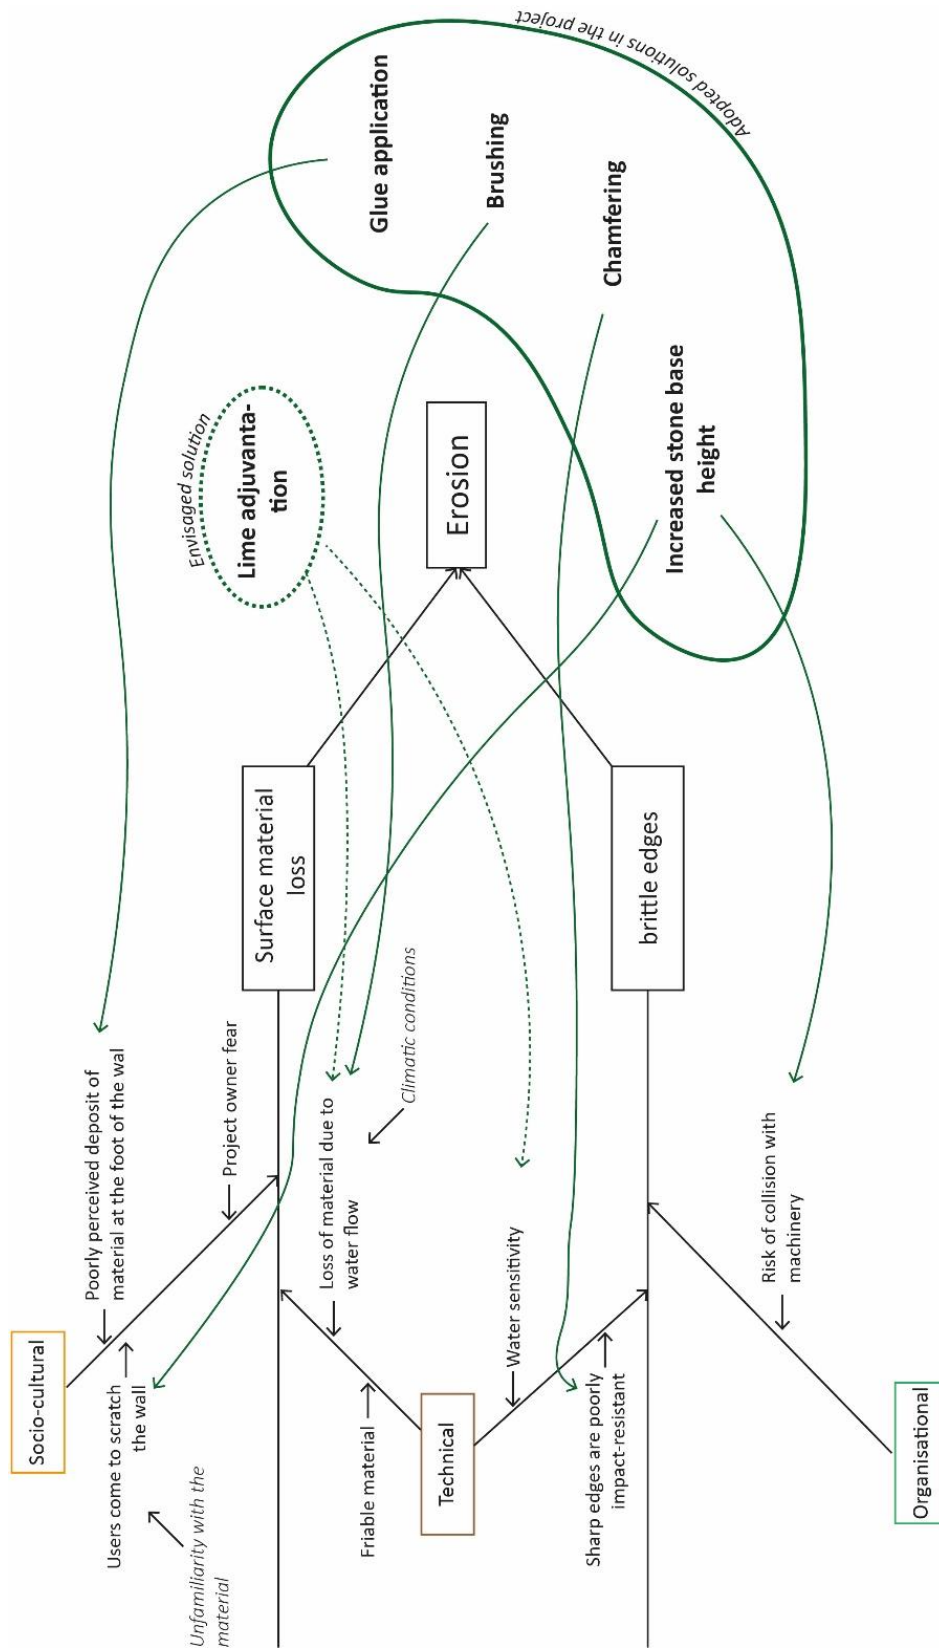 Socio-cultural
Poorly perceived deposit of
material at the foot of the wal
Project owner fear
Users come to scratch
the wall
Unfamiliarity with the
material
Surface material
loss
Loss of material due to
water flow
Climatic conditions
Friable material
Technical
Water sensitivity
Sharp edges are poorly
impact-resistant
brittle edges
Risk of collision with
machinery
Organisational
Erosion
Envisaged solution
Lime adjuvanta-
tion
Adopted solutions in the project
Glue application
Brushing
Chamfering
Increased stone base
height